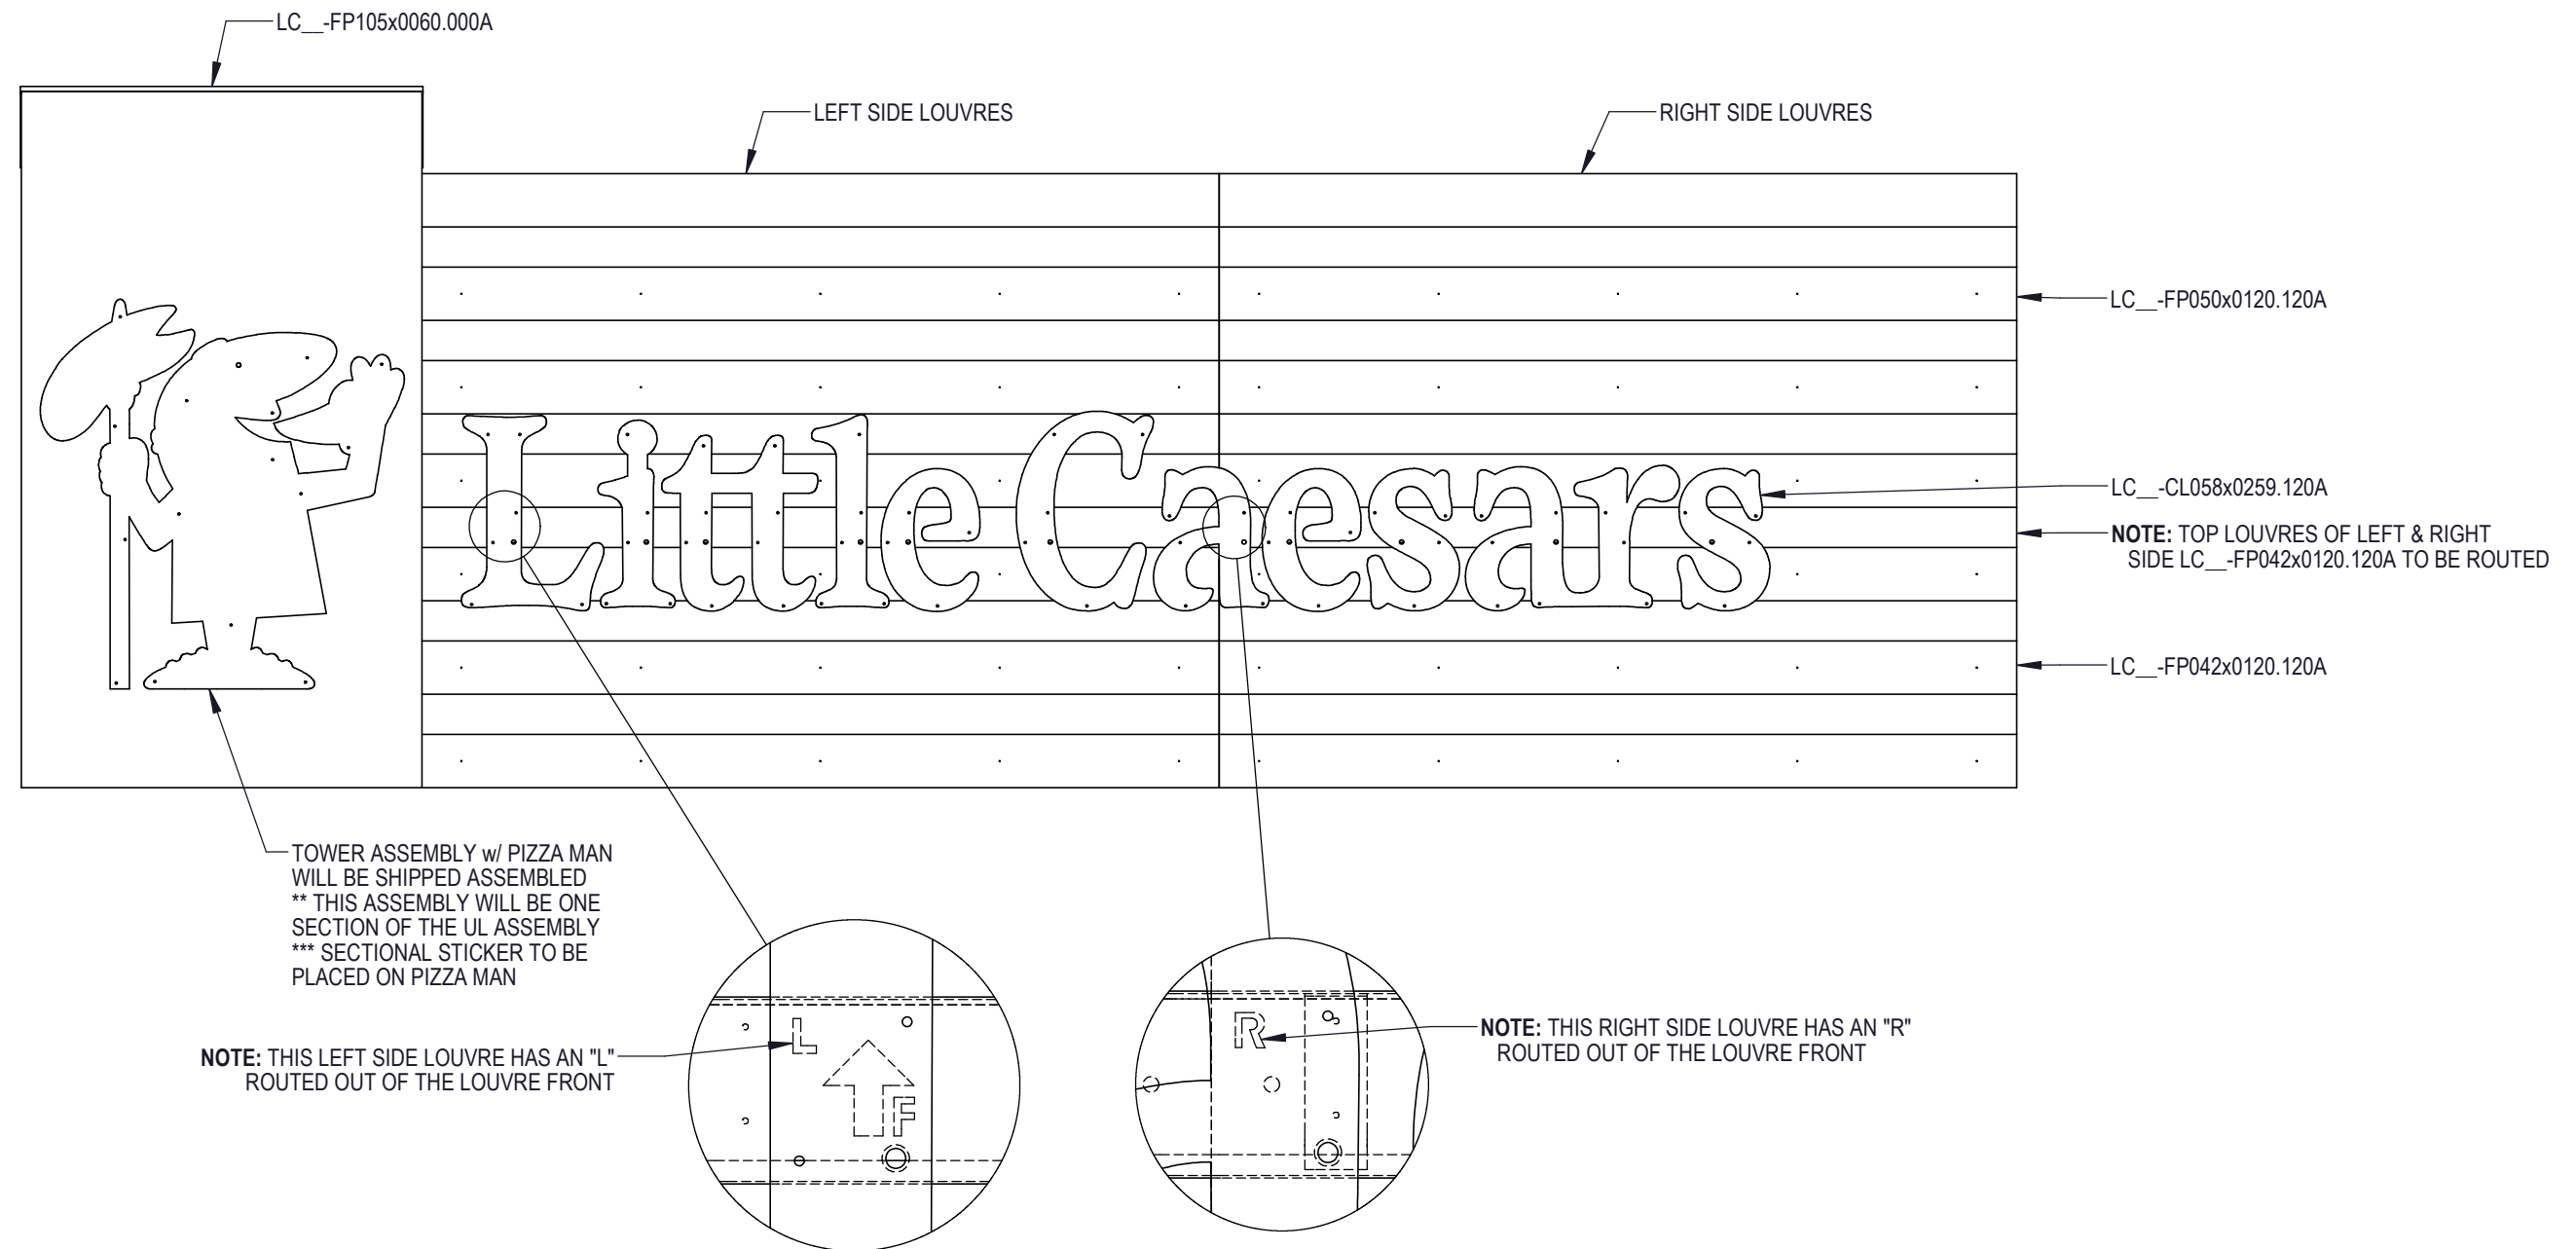 LC__-FP105x0060.000A
LEFT SIDE LOUVRES
RIGHT SIDE LOUVRES
LC__-FP050x0120.120A
Little Caesars
LC__-CL058x0259.120A
NOTE: TOP LOUVRES OF LEFT & RIGHT
SIDE LC__-FP042x0120.120A TO BE ROUTED
LC__-FP042x0120.120A
TOWER ASSEMBLY w/ PIZZA MAN
WILL BE SHIPPED ASSEMBLED
** THIS ASSEMBLY WILL BE ONE
SECTION OF THE UL ASSEMBLY
*** SECTIONAL STICKER TO BE
PLACED ON PIZZA MAN
L
F
NOTE: THIS LEFT SIDE LOUVRE HAS AN "L"
ROUTED OUT OF THE LOUVRE FRONT
R
NOTE: THIS RIGHT SIDE LOUVRE HAS AN "R"
ROUTED OUT OF THE LOUVRE FRONT